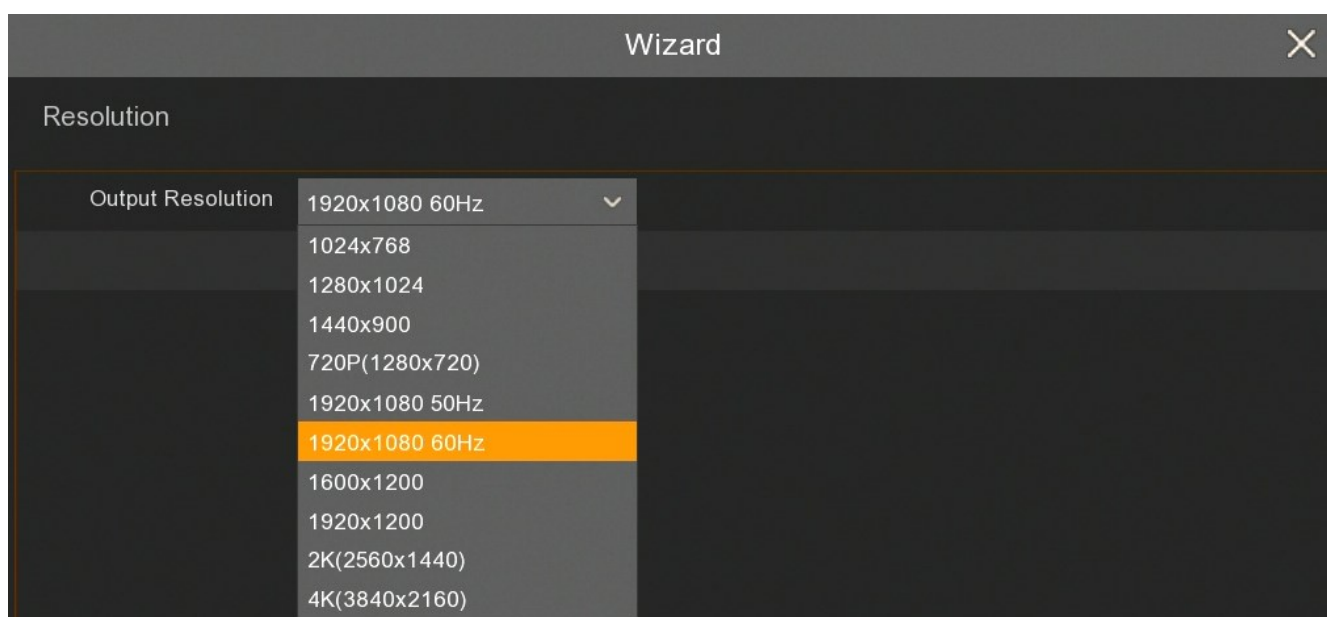 Wizard
Resolution
Output Resolution 1920x1080 60Hz
1024x768
1280x1024
1440x900
720P(1280x720)
1920x1080 50Hz
1920x1080 60Hz
1600x1200
1920x1200
2K(2560x1440)
4K(3840x2160)